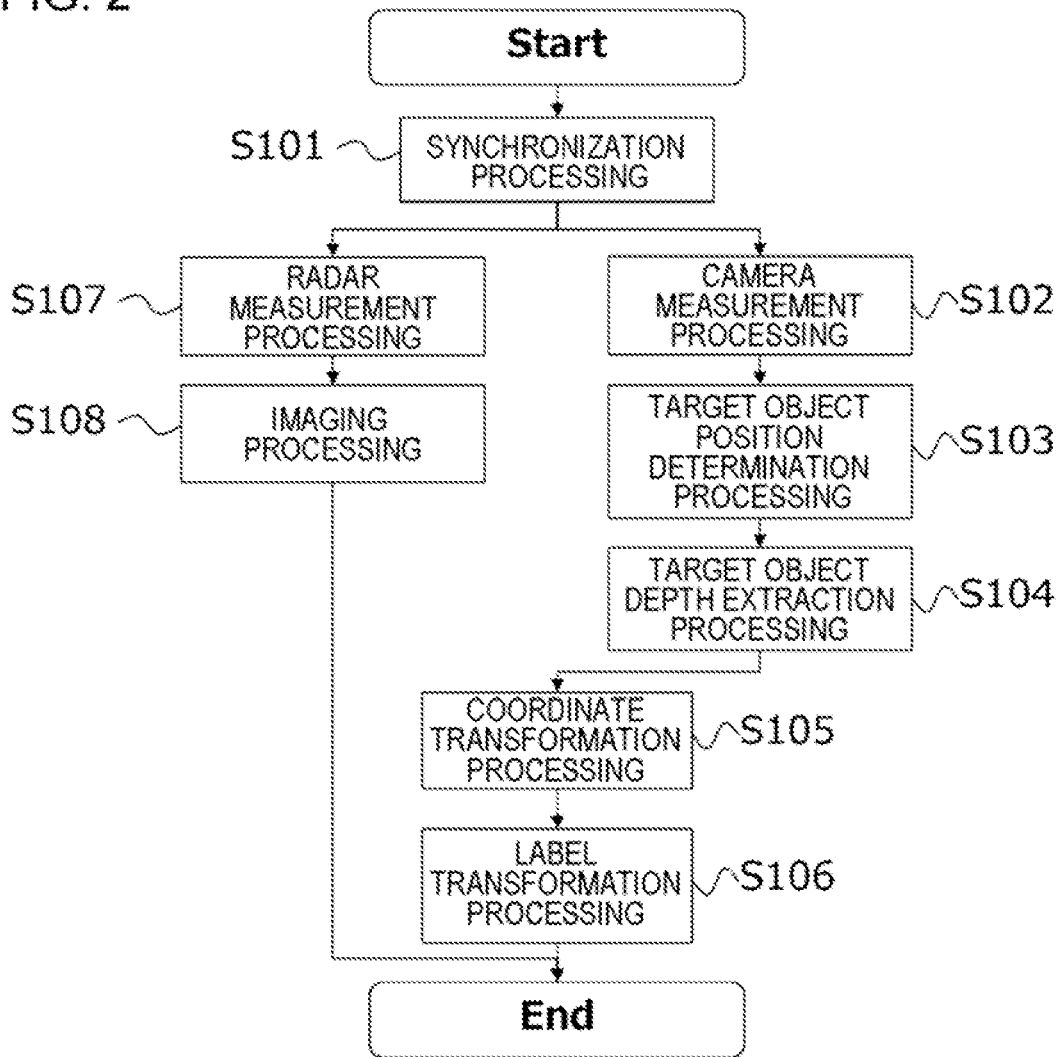 FIG. 2
Start
S101
SYNCHRONIZATION
PROCESSING
S107
RADAR
MEASUREMENT
PROCESSING
CAMERA
MEASUREMENT
PROCESSING
S102
S108
IMAGING
PROCESSING
TARGET OBJECT
POSITION
DETERMINATION
PROCESSING
S103
TARGET OBJECT
DEPTH EXTRACTION
PROCESSING
S104
COORDINATE
TRANSFORMATION
PROCESSING
S105
LABEL
TRANSFORMATION
PROCESSING
S106
End